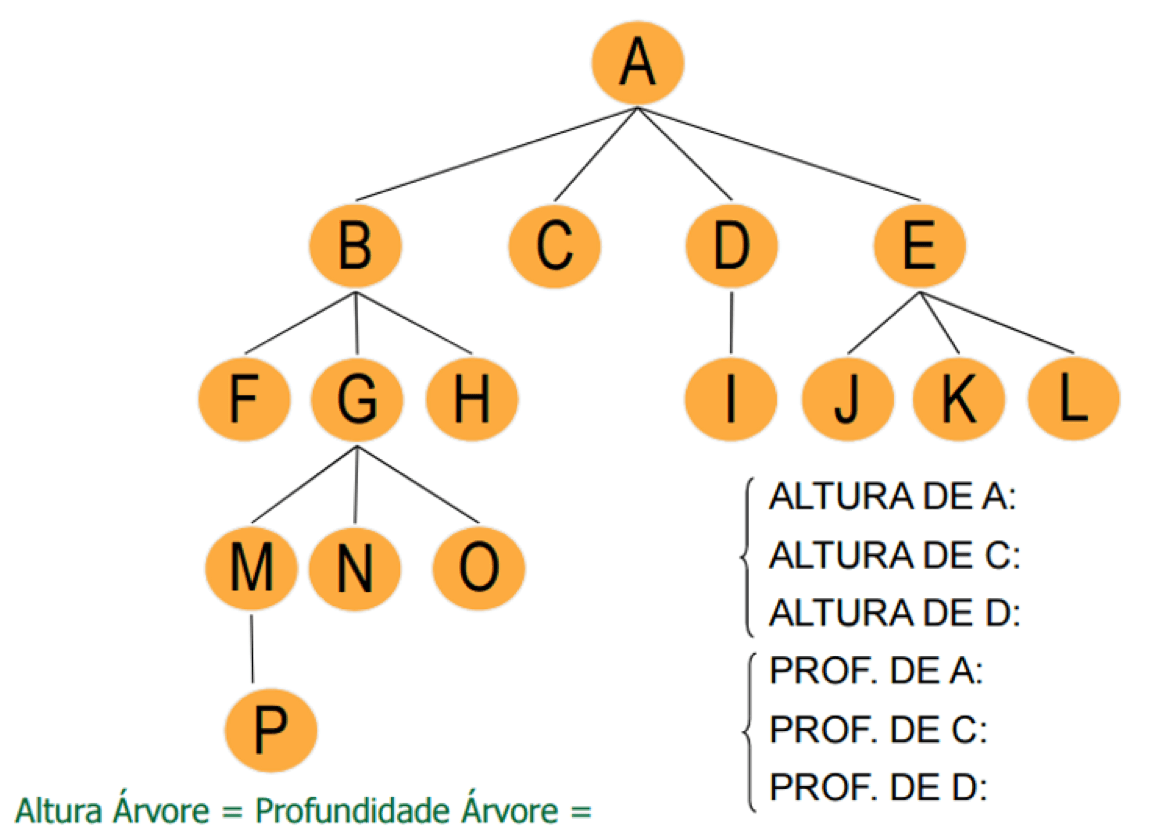 A
B C D E
F G H I J K L
ALTURA DE A:
ALTURA DE C:
M N O
ALTURA DE D:
PROF. DE A:
P
PROF. DE C:
PROF. DE D:
Altura Árvore = Profundidade Árvore =